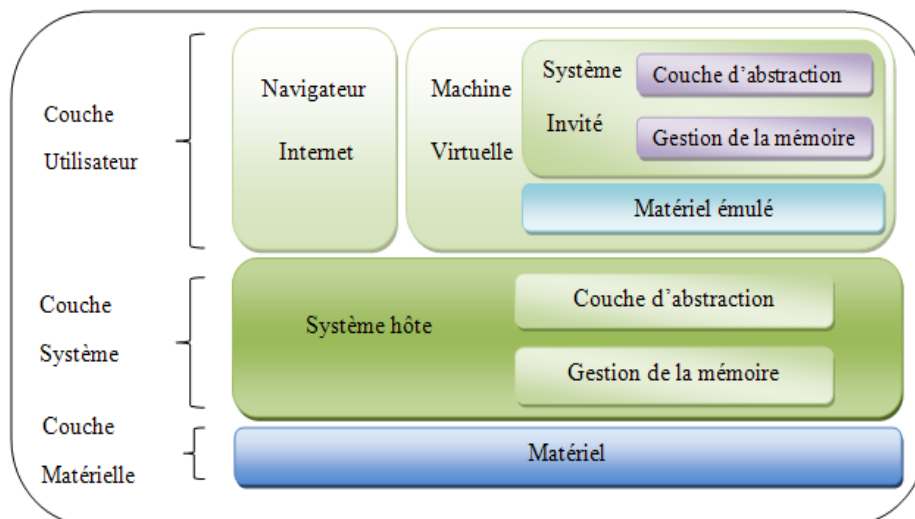 Couche
Utilisateur
Navigateur
Internet
Machine
Virtuelle
Système
Invité
Couche d'abstraction
Gestion de la mémoire
Matériel émulé
Couche
Système
Système hôte
Couche d'abstraction
Gestion de la mémoire
Couche
Matérielle
Matériel